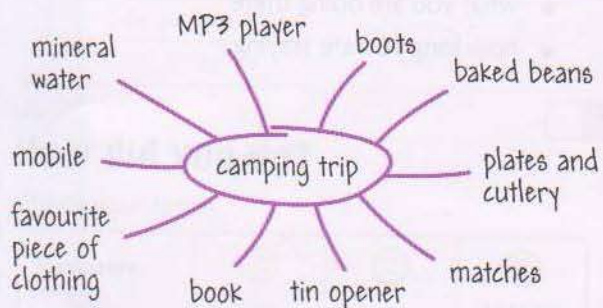 MP3 player
boots
baked beans
plates and
cutlery
matches
tin opener
book
favourite
piece of
clothing
mobile
mineral
water
camping trip